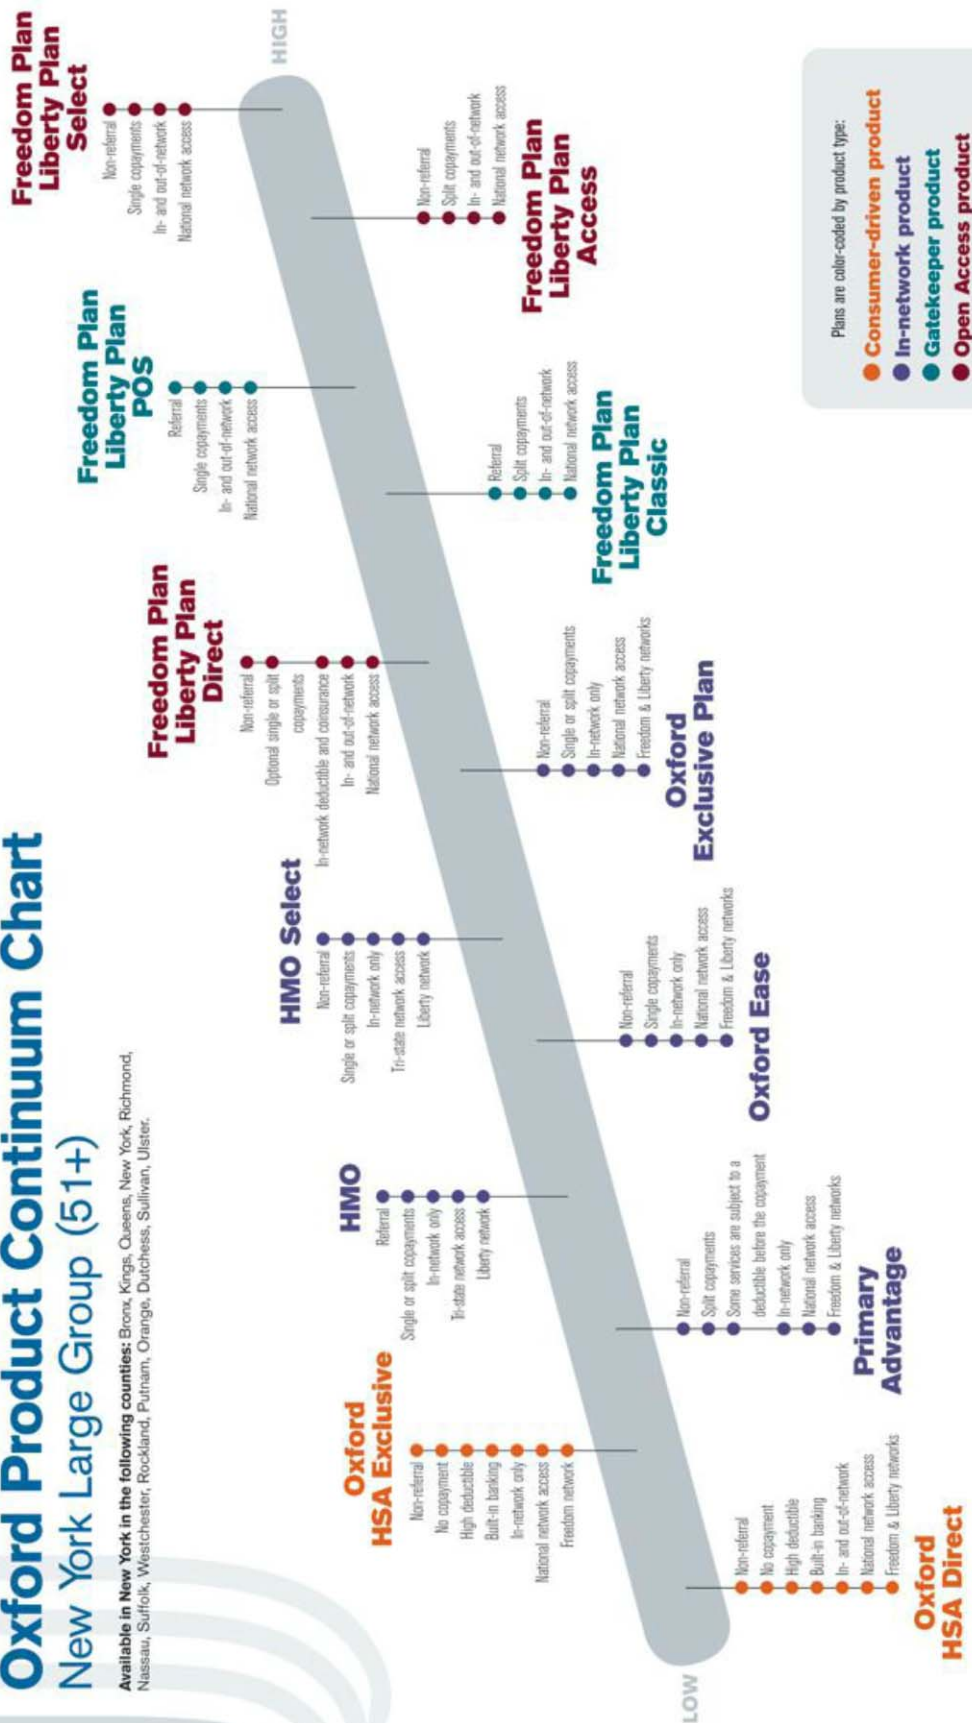 Oxford Product Continuum Chart
New York Large Group (51+)
Available in New York in the following counties: Bronx, Kings, Queens, New York, Richmond,
Nassau, Suffolk, Westchester, Rockland, Putnam, Orange, Dutchess, Sullivan, Ulster.
LOW
HIGH
Oxford
HSA Direct
Non-referral
No copayment
High deductible
Built-in banking
In- and out-of-network
National network access
Freedom & Liberty networks
Oxford
HSA Exclusive
Non-referral
No copayment
High deductible
Built-in banking
In-network only
National network access
Freedom network
Primary
Advantage
Non-referral
Split copayments
Some services are subject to a
deductible before the copayment
In-network only
National network access
Freedom & Liberty networks
HMO
Referral
Single or split copayments
In-network only
Tri-state network access
Liberty network
Oxford Ease
Non-referral
Single copayments
In-network only
National network access
Freedom & Liberty networks
HMO Select
Non-referral
Single or split copayments
In-network only
Tri-state network access
Liberty network
Oxford
Exclusive Plan
Non-referral
Single or split copayments
In-network only
National network access
Freedom & Liberty networks
Freedom Plan
Liberty Plan
Direct
Non-referral
Optional single or split
copayments
In-network deductible and coinsurance
In- and out-of-network
National network access
Freedom Plan
Liberty Plan
Classic
Referral
Split copayments
In- and out-of-network
National network access
Freedom Plan
Liberty Plan
POS
Referral
Single copayments
In- and out-of-network
National network access
Freedom Plan
Liberty Plan
Access
Non-referral
Split copayments
In- and out-of-network
National network access
Freedom Plan
Liberty Plan
Select
Non-referral
Single copayments
In- and out-of-network
National network access
Plans are color-coded by product type:
Consumer-driven product
In-network product
Gatekeeper product
Open Access product